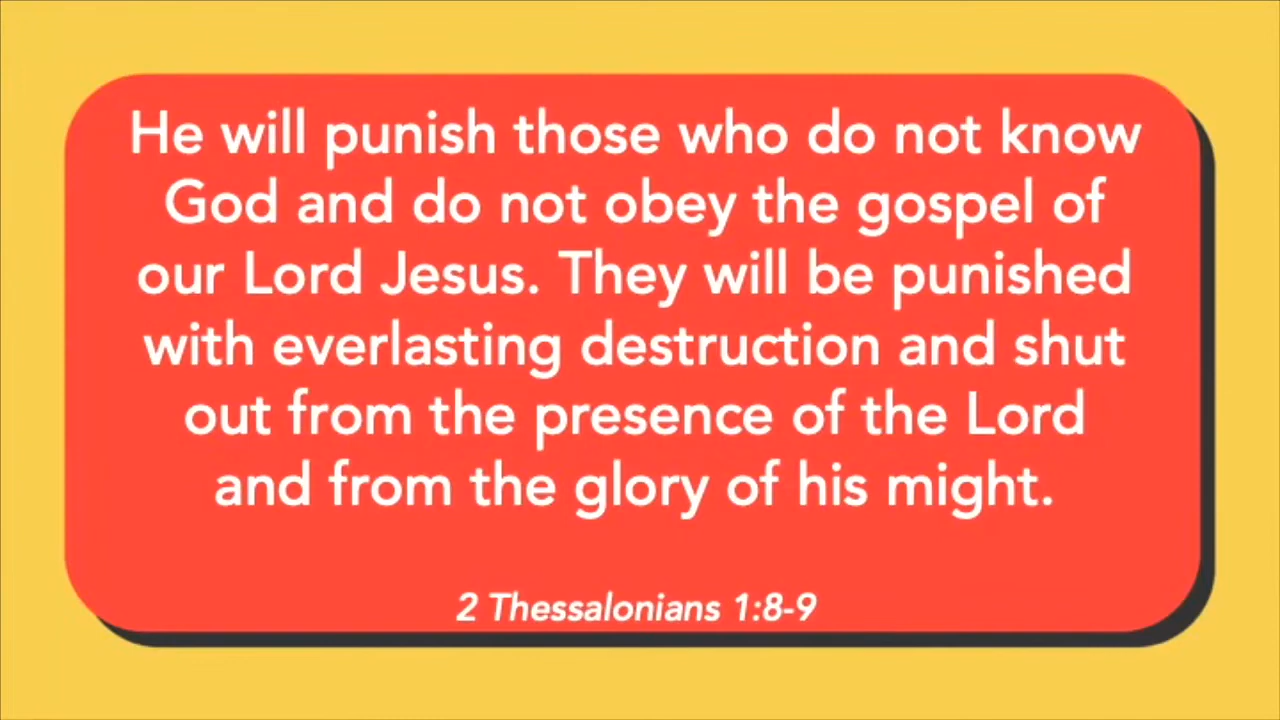 He will punish those who do not know
God and do not obey the gospel of
our Lord Jesus. They will be punished
with everlasting destruction and shut
out from the presence of the Lord
and from the glory of his might.
2 Thessalonians 1:8-9